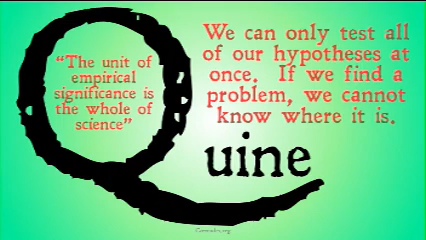 "The unit of
empirical
significance is
the whole of
science"
We can only test all
of our hypotheses at
once. If we find a
problem, we cannot
know where it is.
Quine